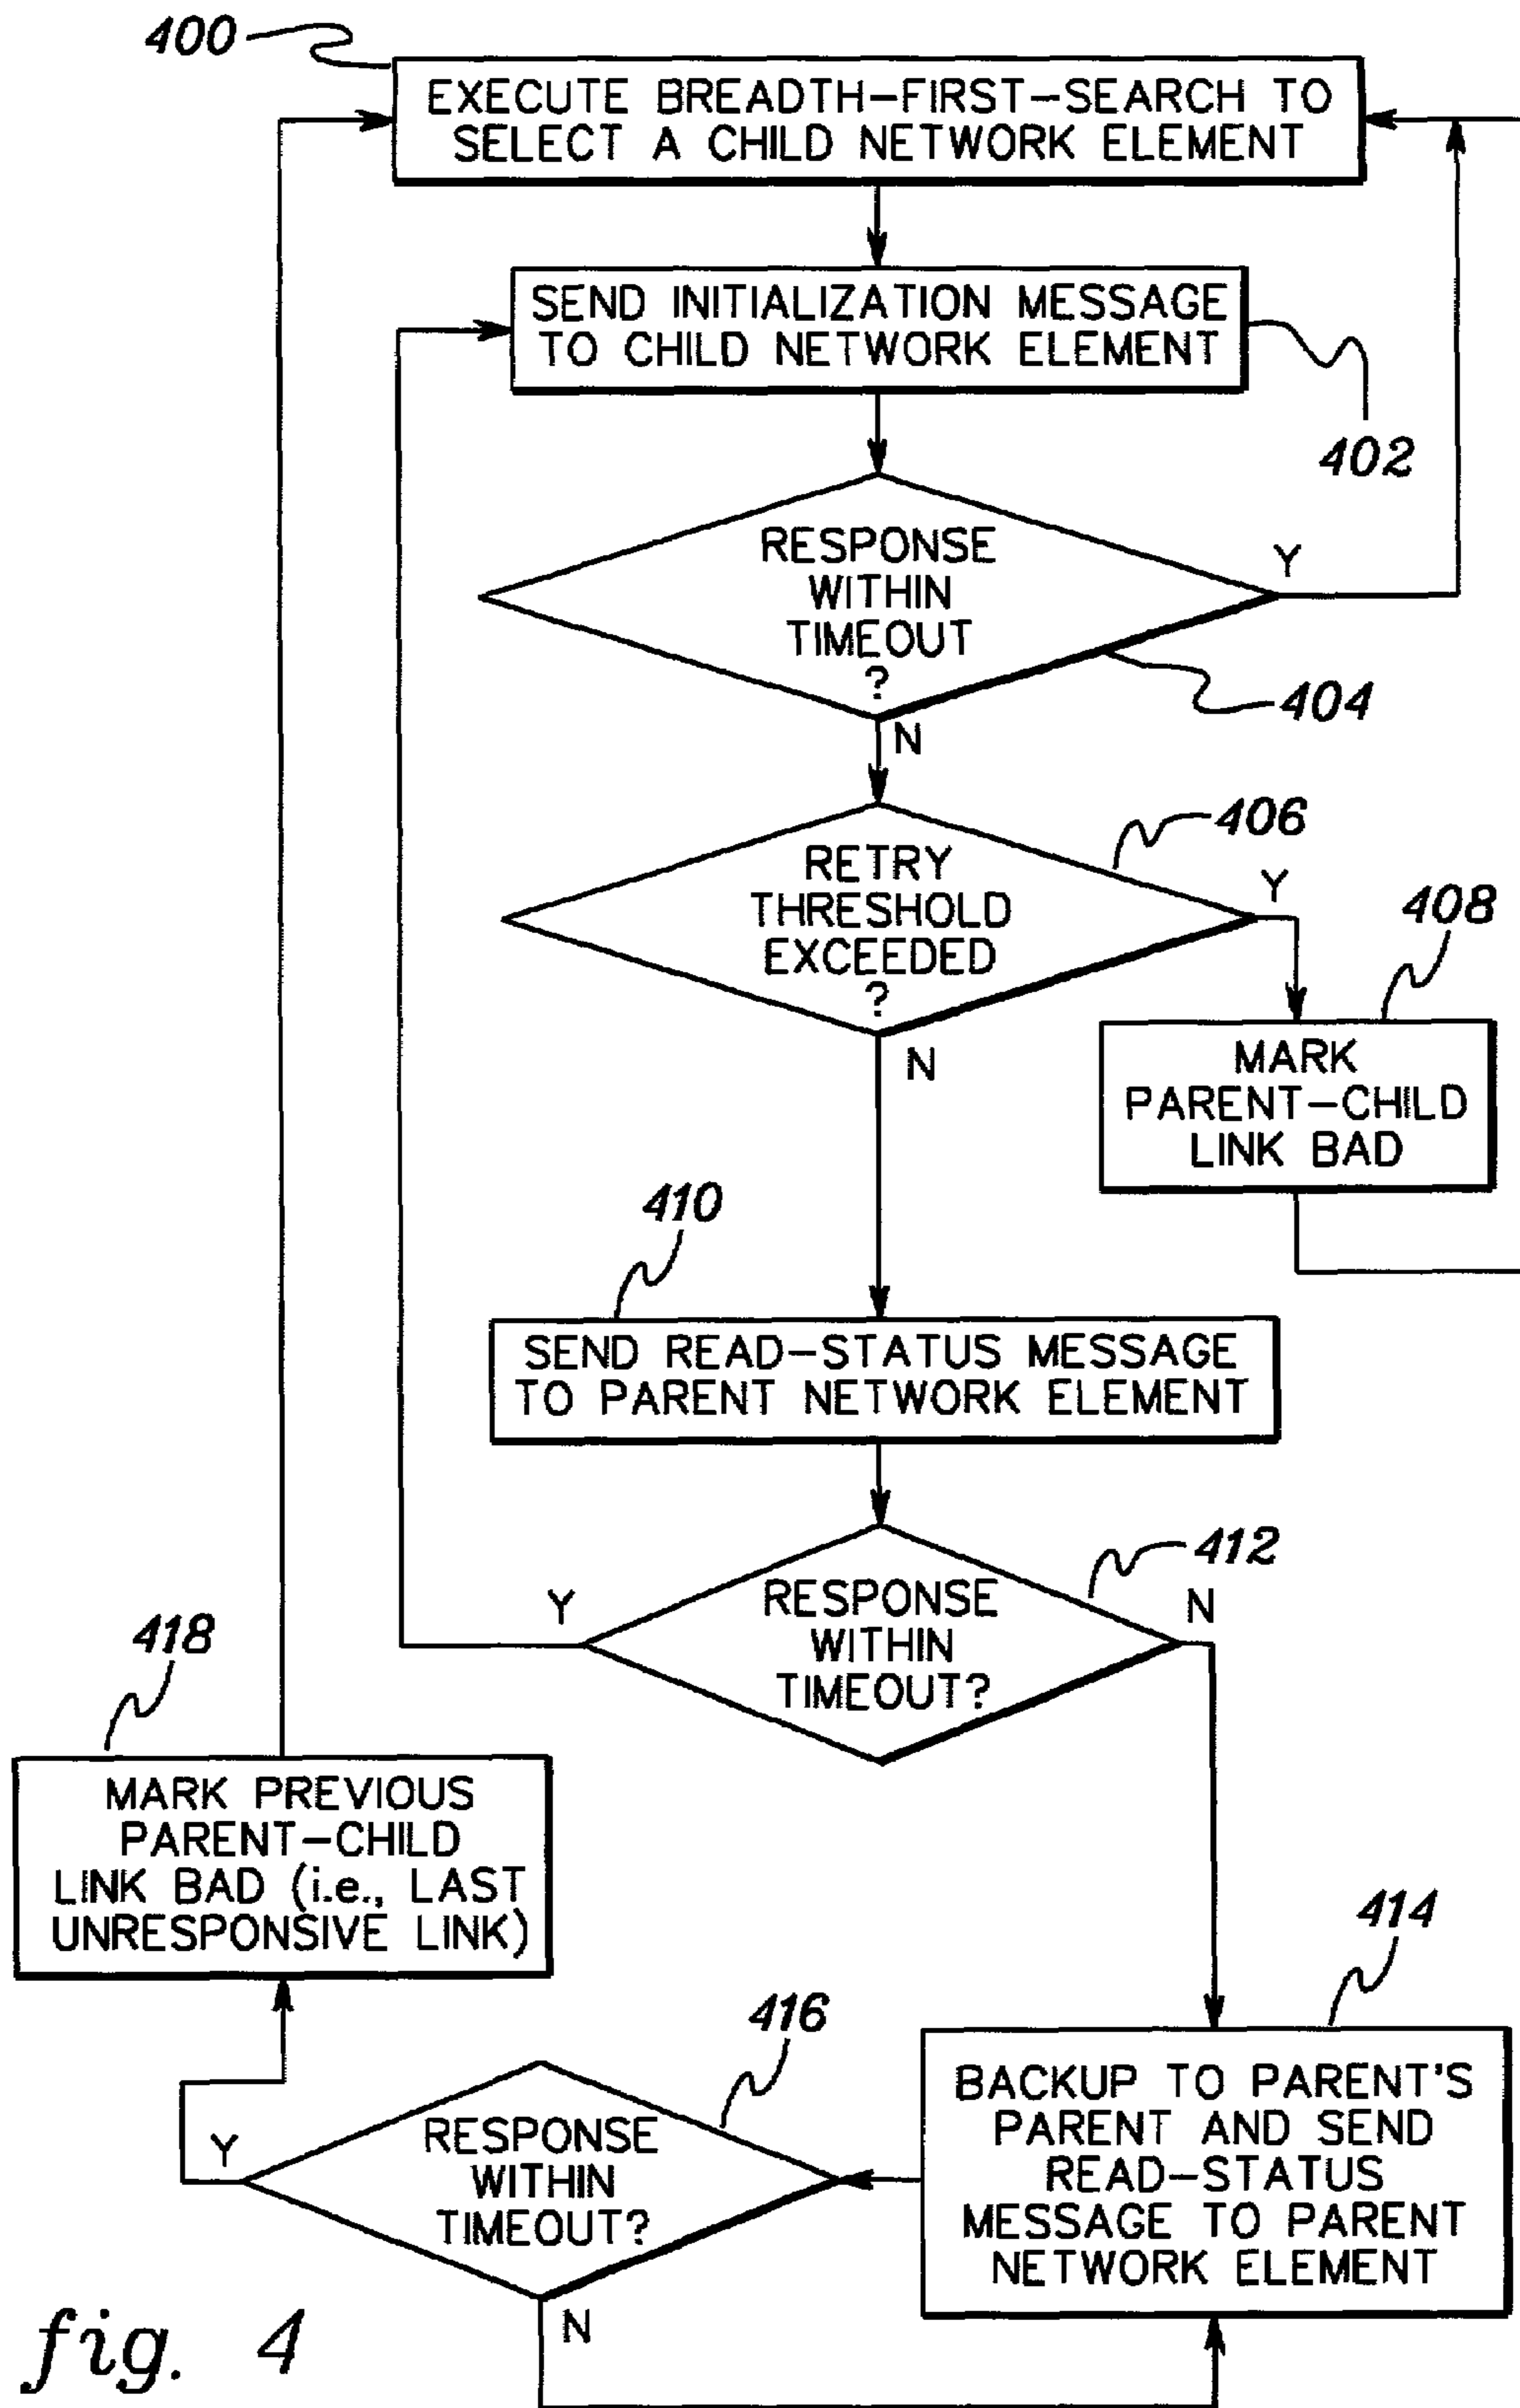 400
EXECUTE BREADTH-FIRST-SEARCH TO
SELECT A CHILD NETWORK ELEMENT
SEND INITIALIZATION MESSAGE
TO CHILD NETWORK ELEMENT
402
RESPONSE
WITHIN
TIMEOUT
?
Y
404
N
406
RETRY
THRESHOLD
EXCEEDED
?
Y
N
408
MARK
PARENT-CHILD
LINK BAD
410
SEND READ-STATUS MESSAGE
TO PARENT NETWORK ELEMENT
412
RESPONSE
WITHIN
TIMEOUT?
Y
N
418
MARK PREVIOUS
PARENT-CHILD
LINK BAD (i.e., LAST
UNRESPONSIVE LINK)
414
BACKUP TO PARENT'S
PARENT AND SEND
READ-STATUS
MESSAGE TO PARENT
NETWORK ELEMENT
416
RESPONSE
WITHIN
TIMEOUT?
Y
N
fig. 4